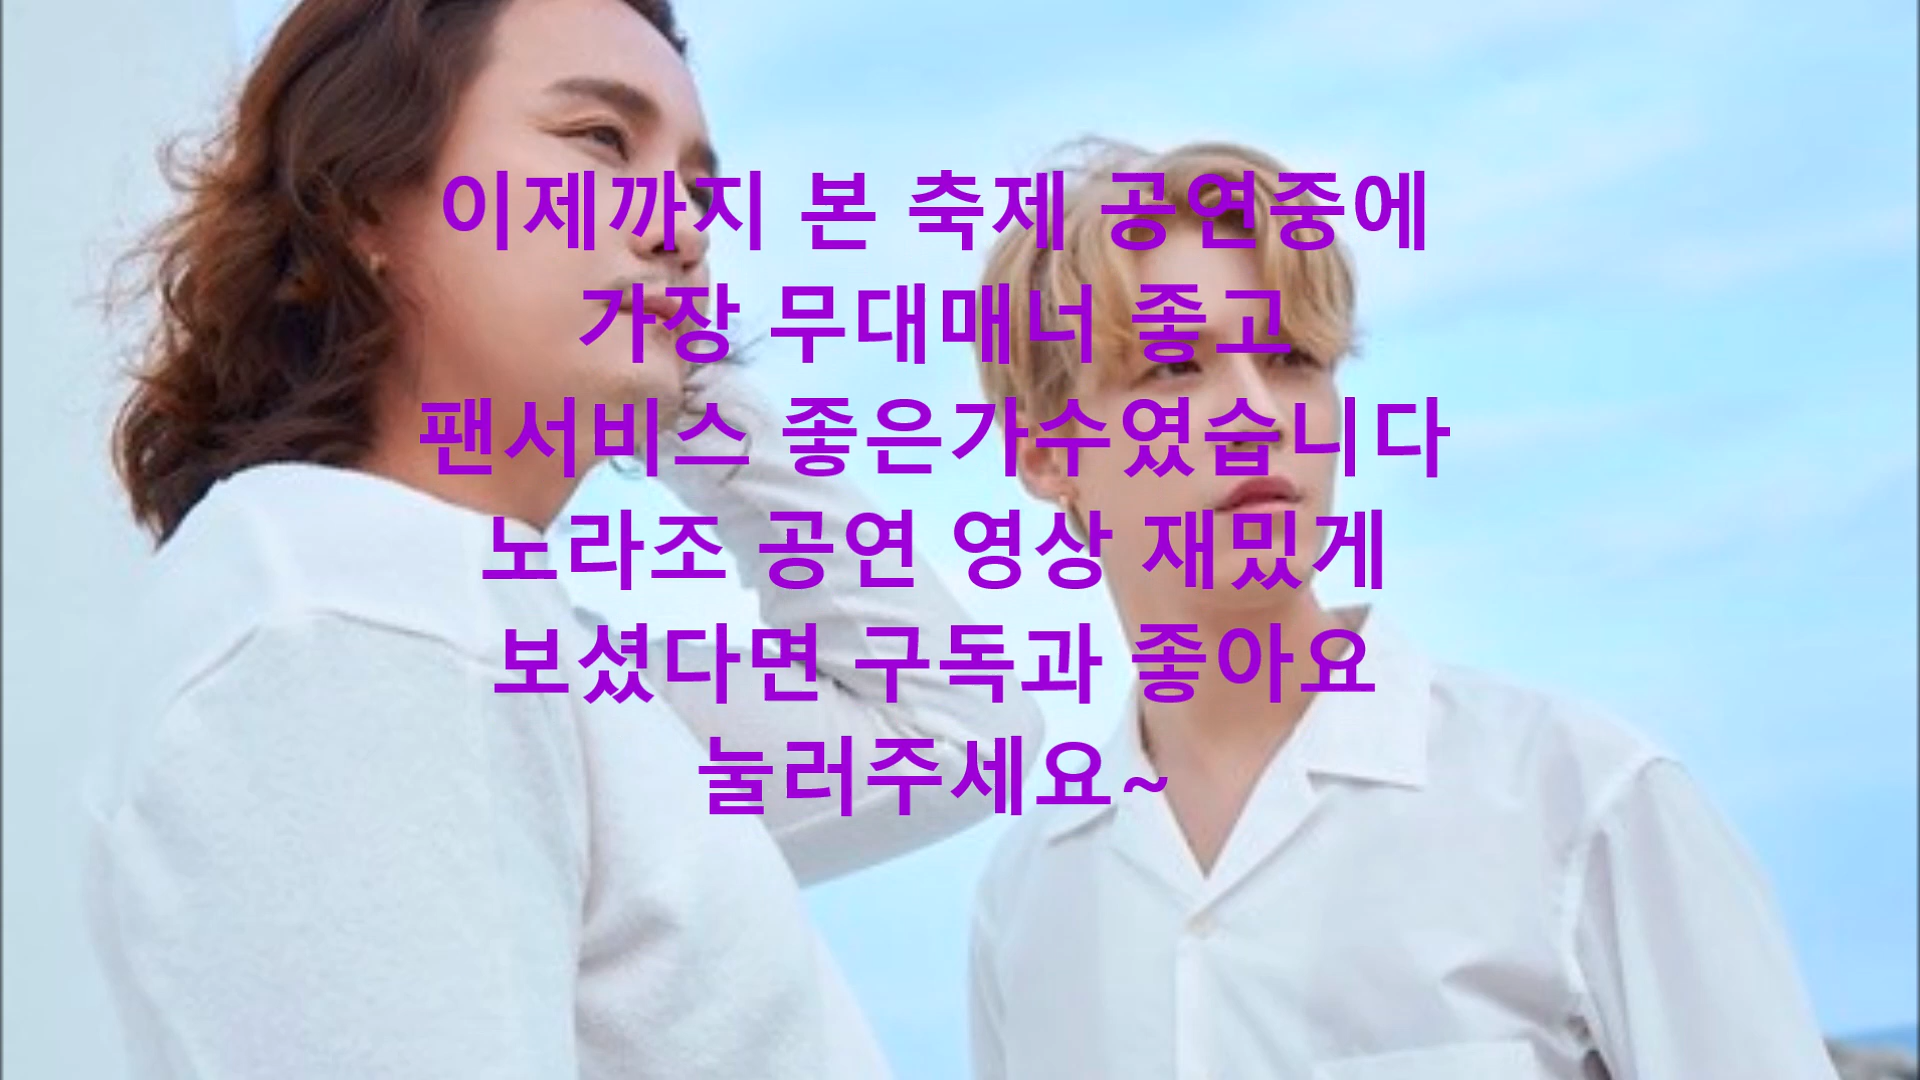 이제까지 본 축제 공연중에
가장 무대매너 좋고
팬서비스 좋은가수였습니다
노라조 공연 영상 재밌게
보셨다면 구독과 좋아요
눌러주세요~